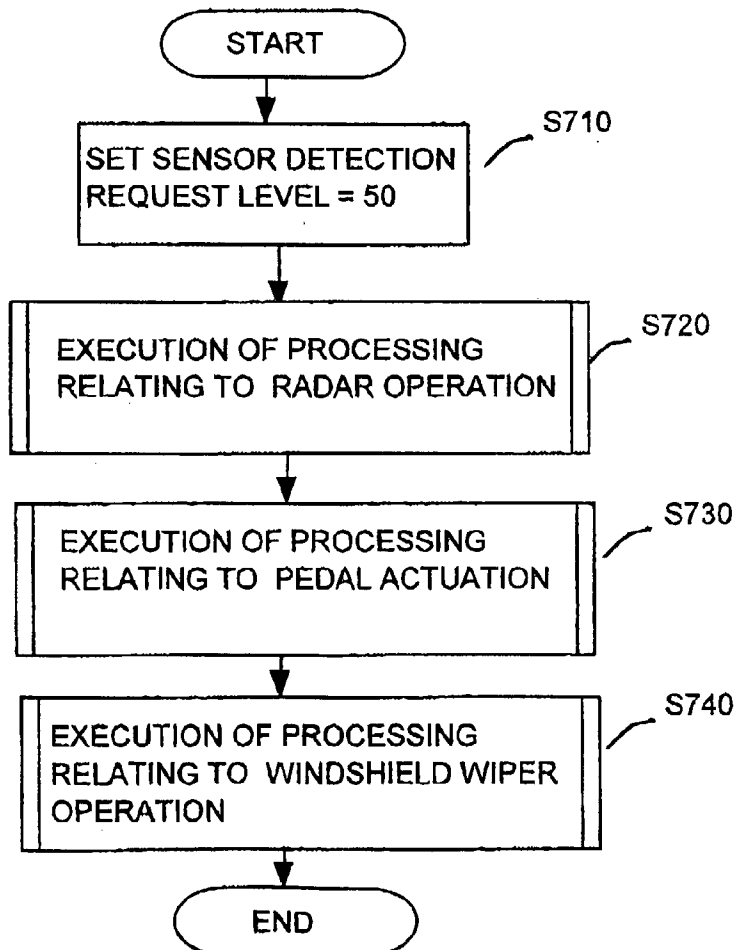 START
S710
SET SENSOR DETECTION
REQUEST LEVEL = 50
S720
EXECUTION OF PROCESSING
RELATING TO RADAR OPERATION
S730
EXECUTION OF PROCESSING
RELATING TO PEDAL ACTUATION
S740
EXECUTION OF PROCESSING
RELATING TO WINDSHIELD WIPER
OPERATION
END